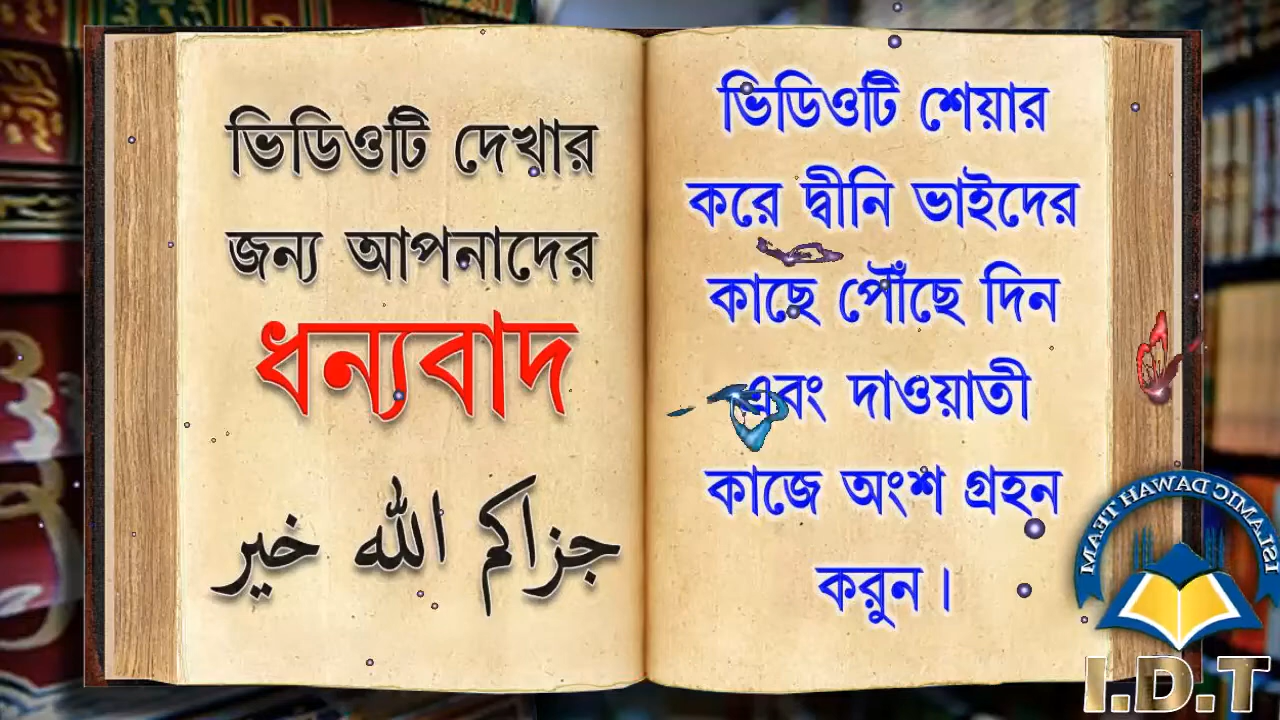 ভিডিওটি দেখার
জন্য আপনাদের
ধন্যবাদ
جزاكم الله خير
ভিডিওটি শেয়ার
করে দ্বীনি ভাইদের
কাছে পৌঁছে দিন
এবং দাওয়াতী
কাজে অংশ গ্রহন
করুন।
ISLAMIC DAWAH TEAM
I.D.T